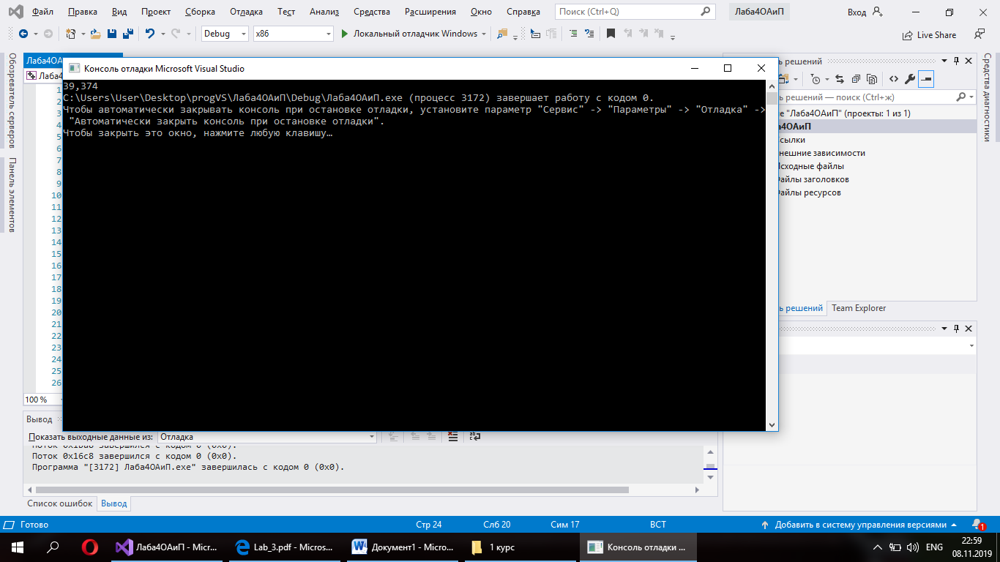 Файл Правка Вид Проект Сборка Отладка Тест Анализ Средства Расширения Окно Справка Поиск (Ctrl+Q) Лаба4ОАиП Вход
Debug x86 Локальный отладчик Windows Live Share
Обозреватель серверов
Панель элементов
Лаба4ОА
Лаба4
1
2
3
4
5
6
7
8
9
10
11
12
13
14
15
16
17
18
19
20
21
22
23
24
25
26
100 %
Консоль отладки Microsoft Visual Studio
39,374
C:\Users\User\Desktop\progVS\Лаба4ОАиП\Debug\Лаба4ОАиП.exe (процесс 3172) завершает работу с кодом 0.
Чтобы автоматически закрывать консоль при остановке отладки, установите параметр "Сервис" -> "Параметры" -> "Отладка" ->
"Автоматически закрыть консоль при остановке отладки".
Чтобы закрыть это окно, нажмите любую клавишу…
ь решений
ь решений — поиск (Ctrl+ж)
ие "Лаба4ОАиП" (проекты: 1 из 1)
а4ОАиП
сылки
нешние зависимости
Исходные файлы
Файлы заголовков
Файлы ресурсов
ь решений Team Explorer
Средства диагностики
Вывод
Показать выходные данные из: Отладка
Поток 0x1ba8 завершился с кодом 0 (0x0).
Поток 0x16c8 завершился с кодом 0 (0x0).
Программа "[3172] Лаба4ОАиП.exe" завершилась с кодом 0 (0x0).
Список ошибок Вывод
Готово Стр 24 Слб 20 Сим 17 ВСТ Добавить в систему управления версиями 1
Лаба4ОАиП - Micr... Lab_3.pdf - Micros... Документ1 - Micro... 1 курс Консоль отладки ... ENG 22:59
08.11.2019